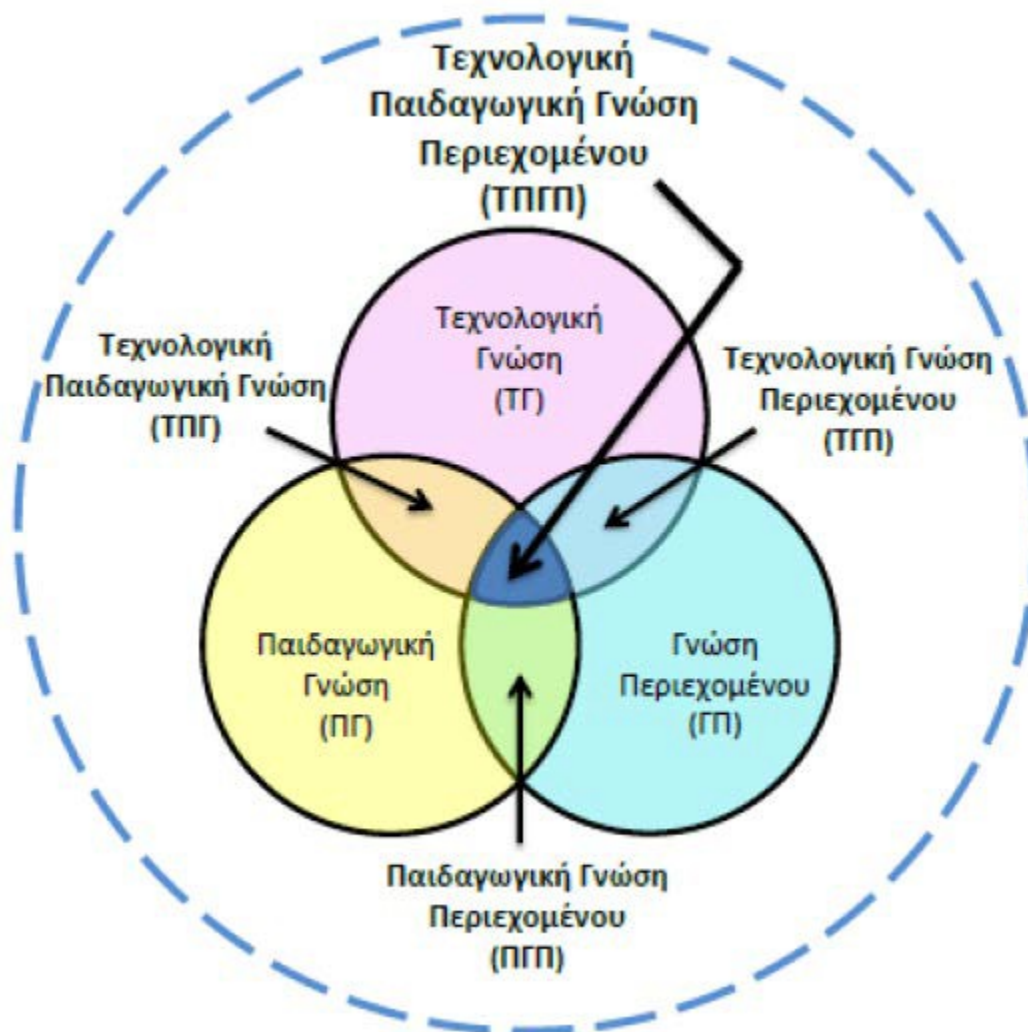 Τεχνολογική
Παιδαγωγική Γνώση
Περιεχομένου
(ΤΠΓΠ)
Τεχνολογική
Γνώση
(ΤΓ)
Τεχνολογική
Παιδαγωγική Γνώση
(ΤΠΓ)
Τεχνολογική Γνώση
Περιεχομένου
(ΤΓΠ)
Παιδαγωγική
Γνώση
(ΠΓ)
Γνώση
Περιεχομένου
(ΓΠ)
Παιδαγωγική Γνώση
Περιεχομένου
(ΠΓΠ)